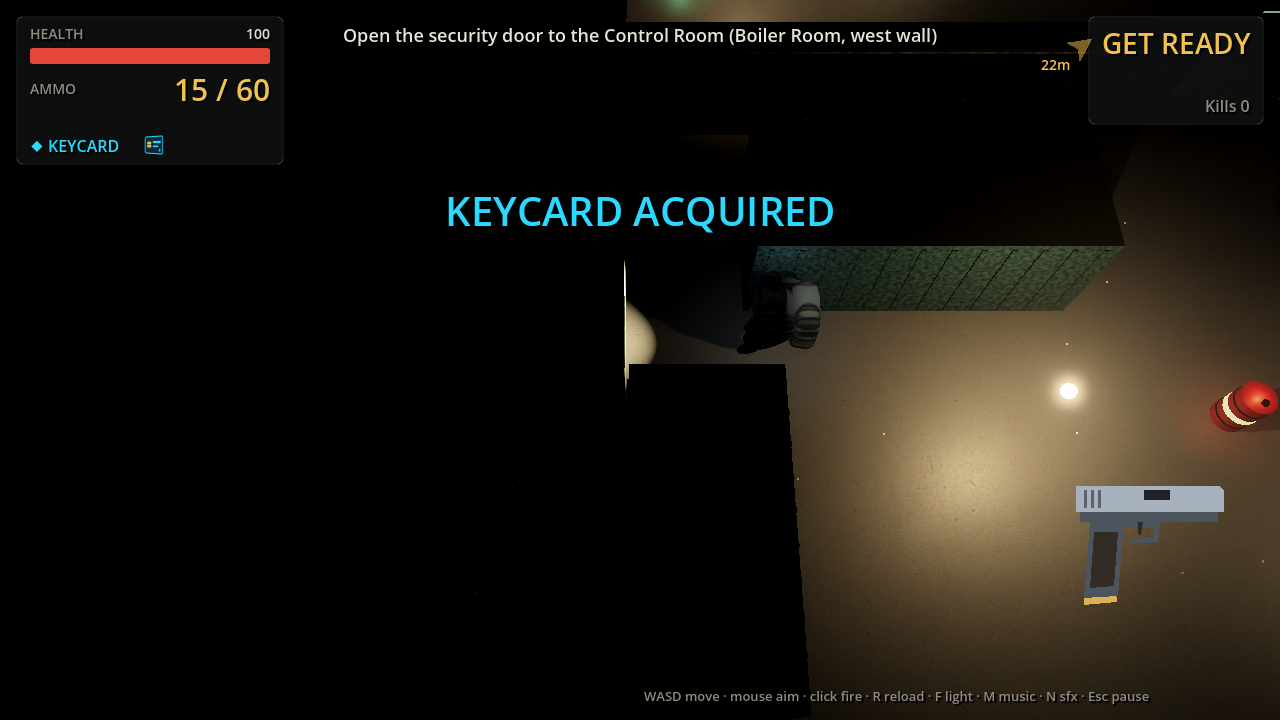 HEALTH 100
AMMO 15 / 60
KEYCARD
Open the security door to the Control Room (Boiler Room, west wall)
22m
GET READY
Kills 0
KEYCARD ACQUIRED
WASD move · mouse aim · click fire · R reload · F light · M music · N sfx · Esc pause